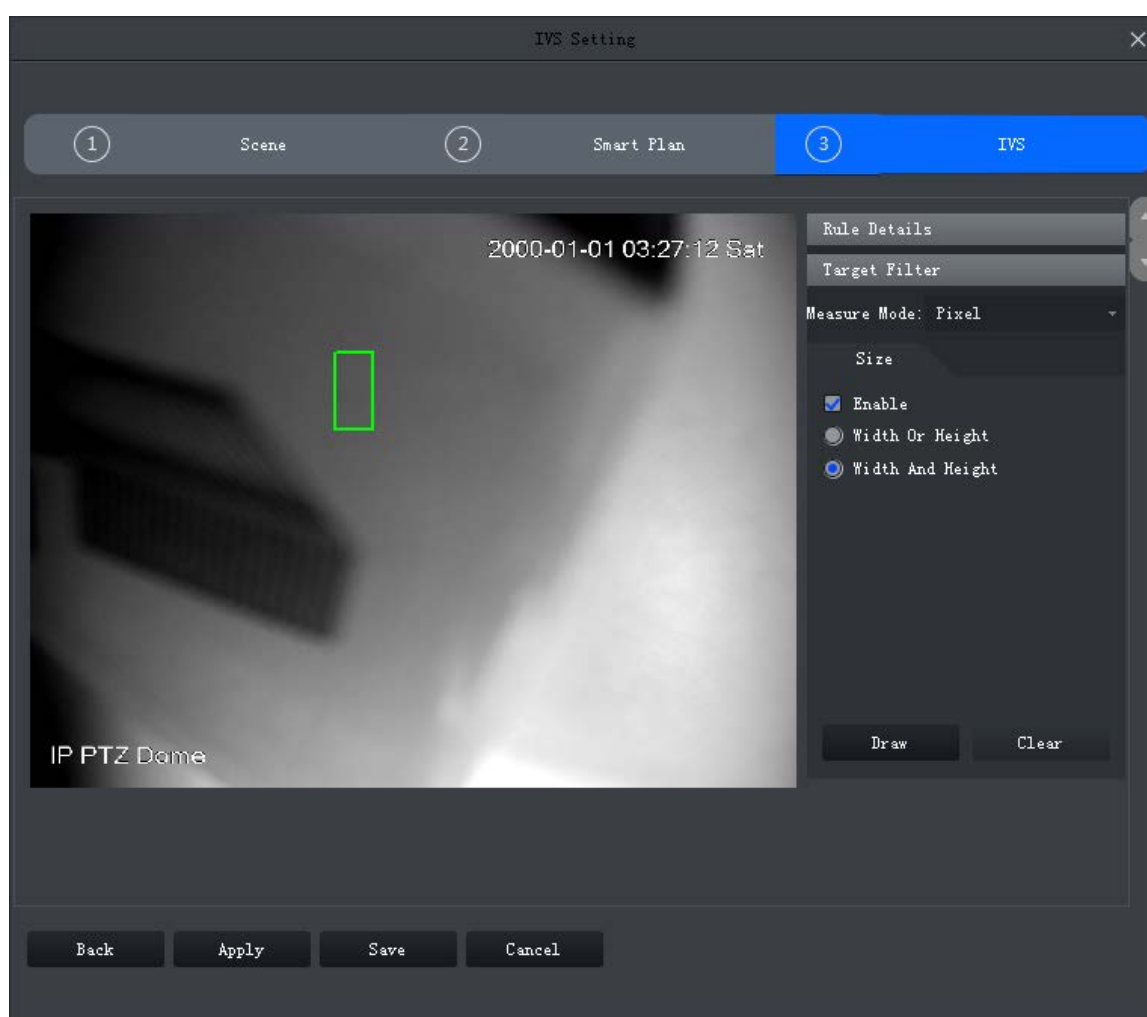 IVS Setting
1 Scene 2 Smart Plan 3 IVS
2000-01-01 03:27:12 Sat
IP PTZ Dome
Rule Details
Target Filter
Measure Mode: Pixel
Size
Enable
Width Or Height
Width And Height
Draw Clear
Back Apply Save Cancel